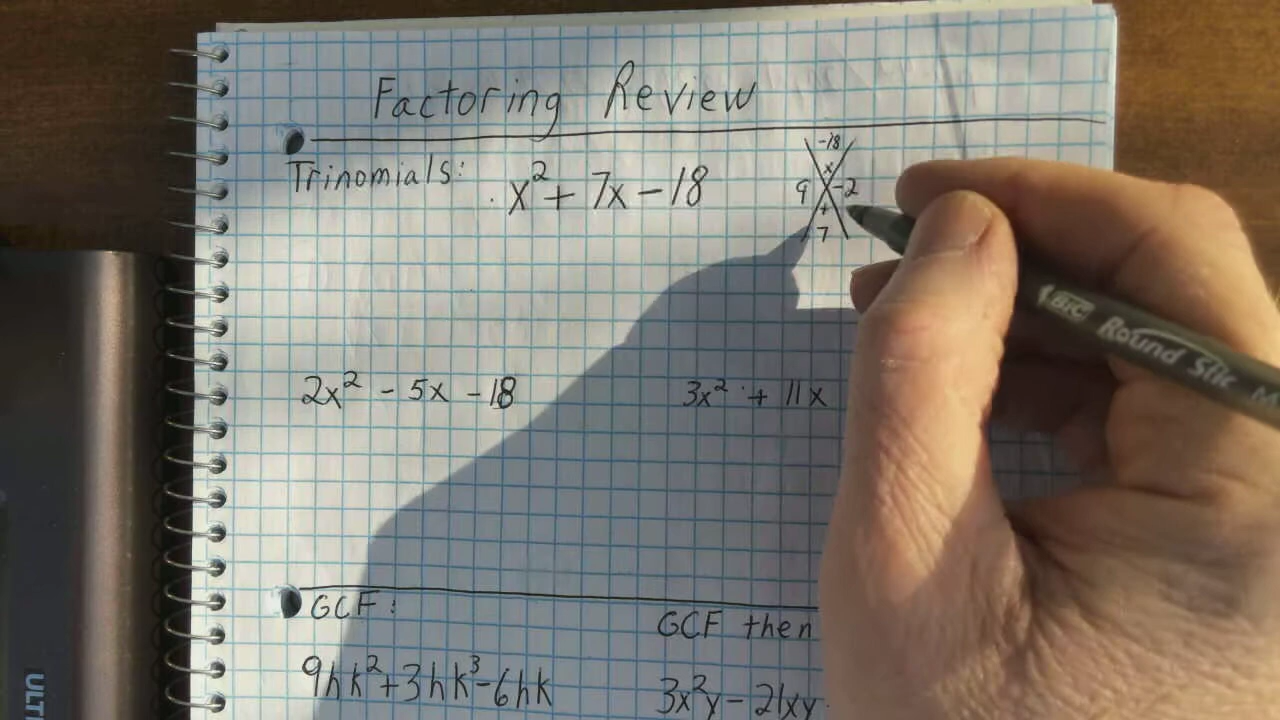 Factoring Review
Trinomials: x² + 7x - 18
-18
x
9 -2
+
7
2x² - 5x - 18
3x² + 11x
GCF:
GCF then
9hk² + 3hk³ - 6hk
3x²y - 21xy
BIC Round Stic M
ULT